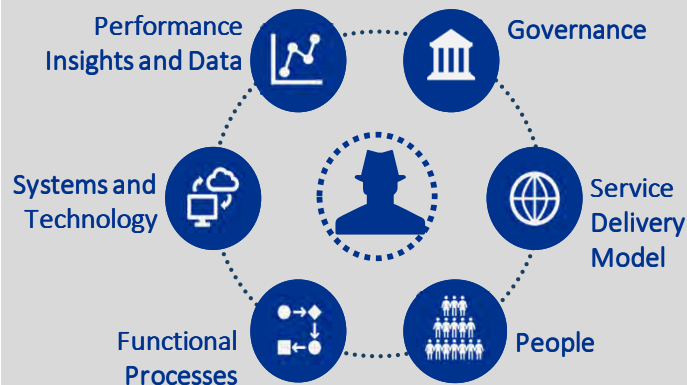 Performance
Insights and Data
Governance
Systems and
Technology
Service
Delivery
Model
Functional
Processes
People